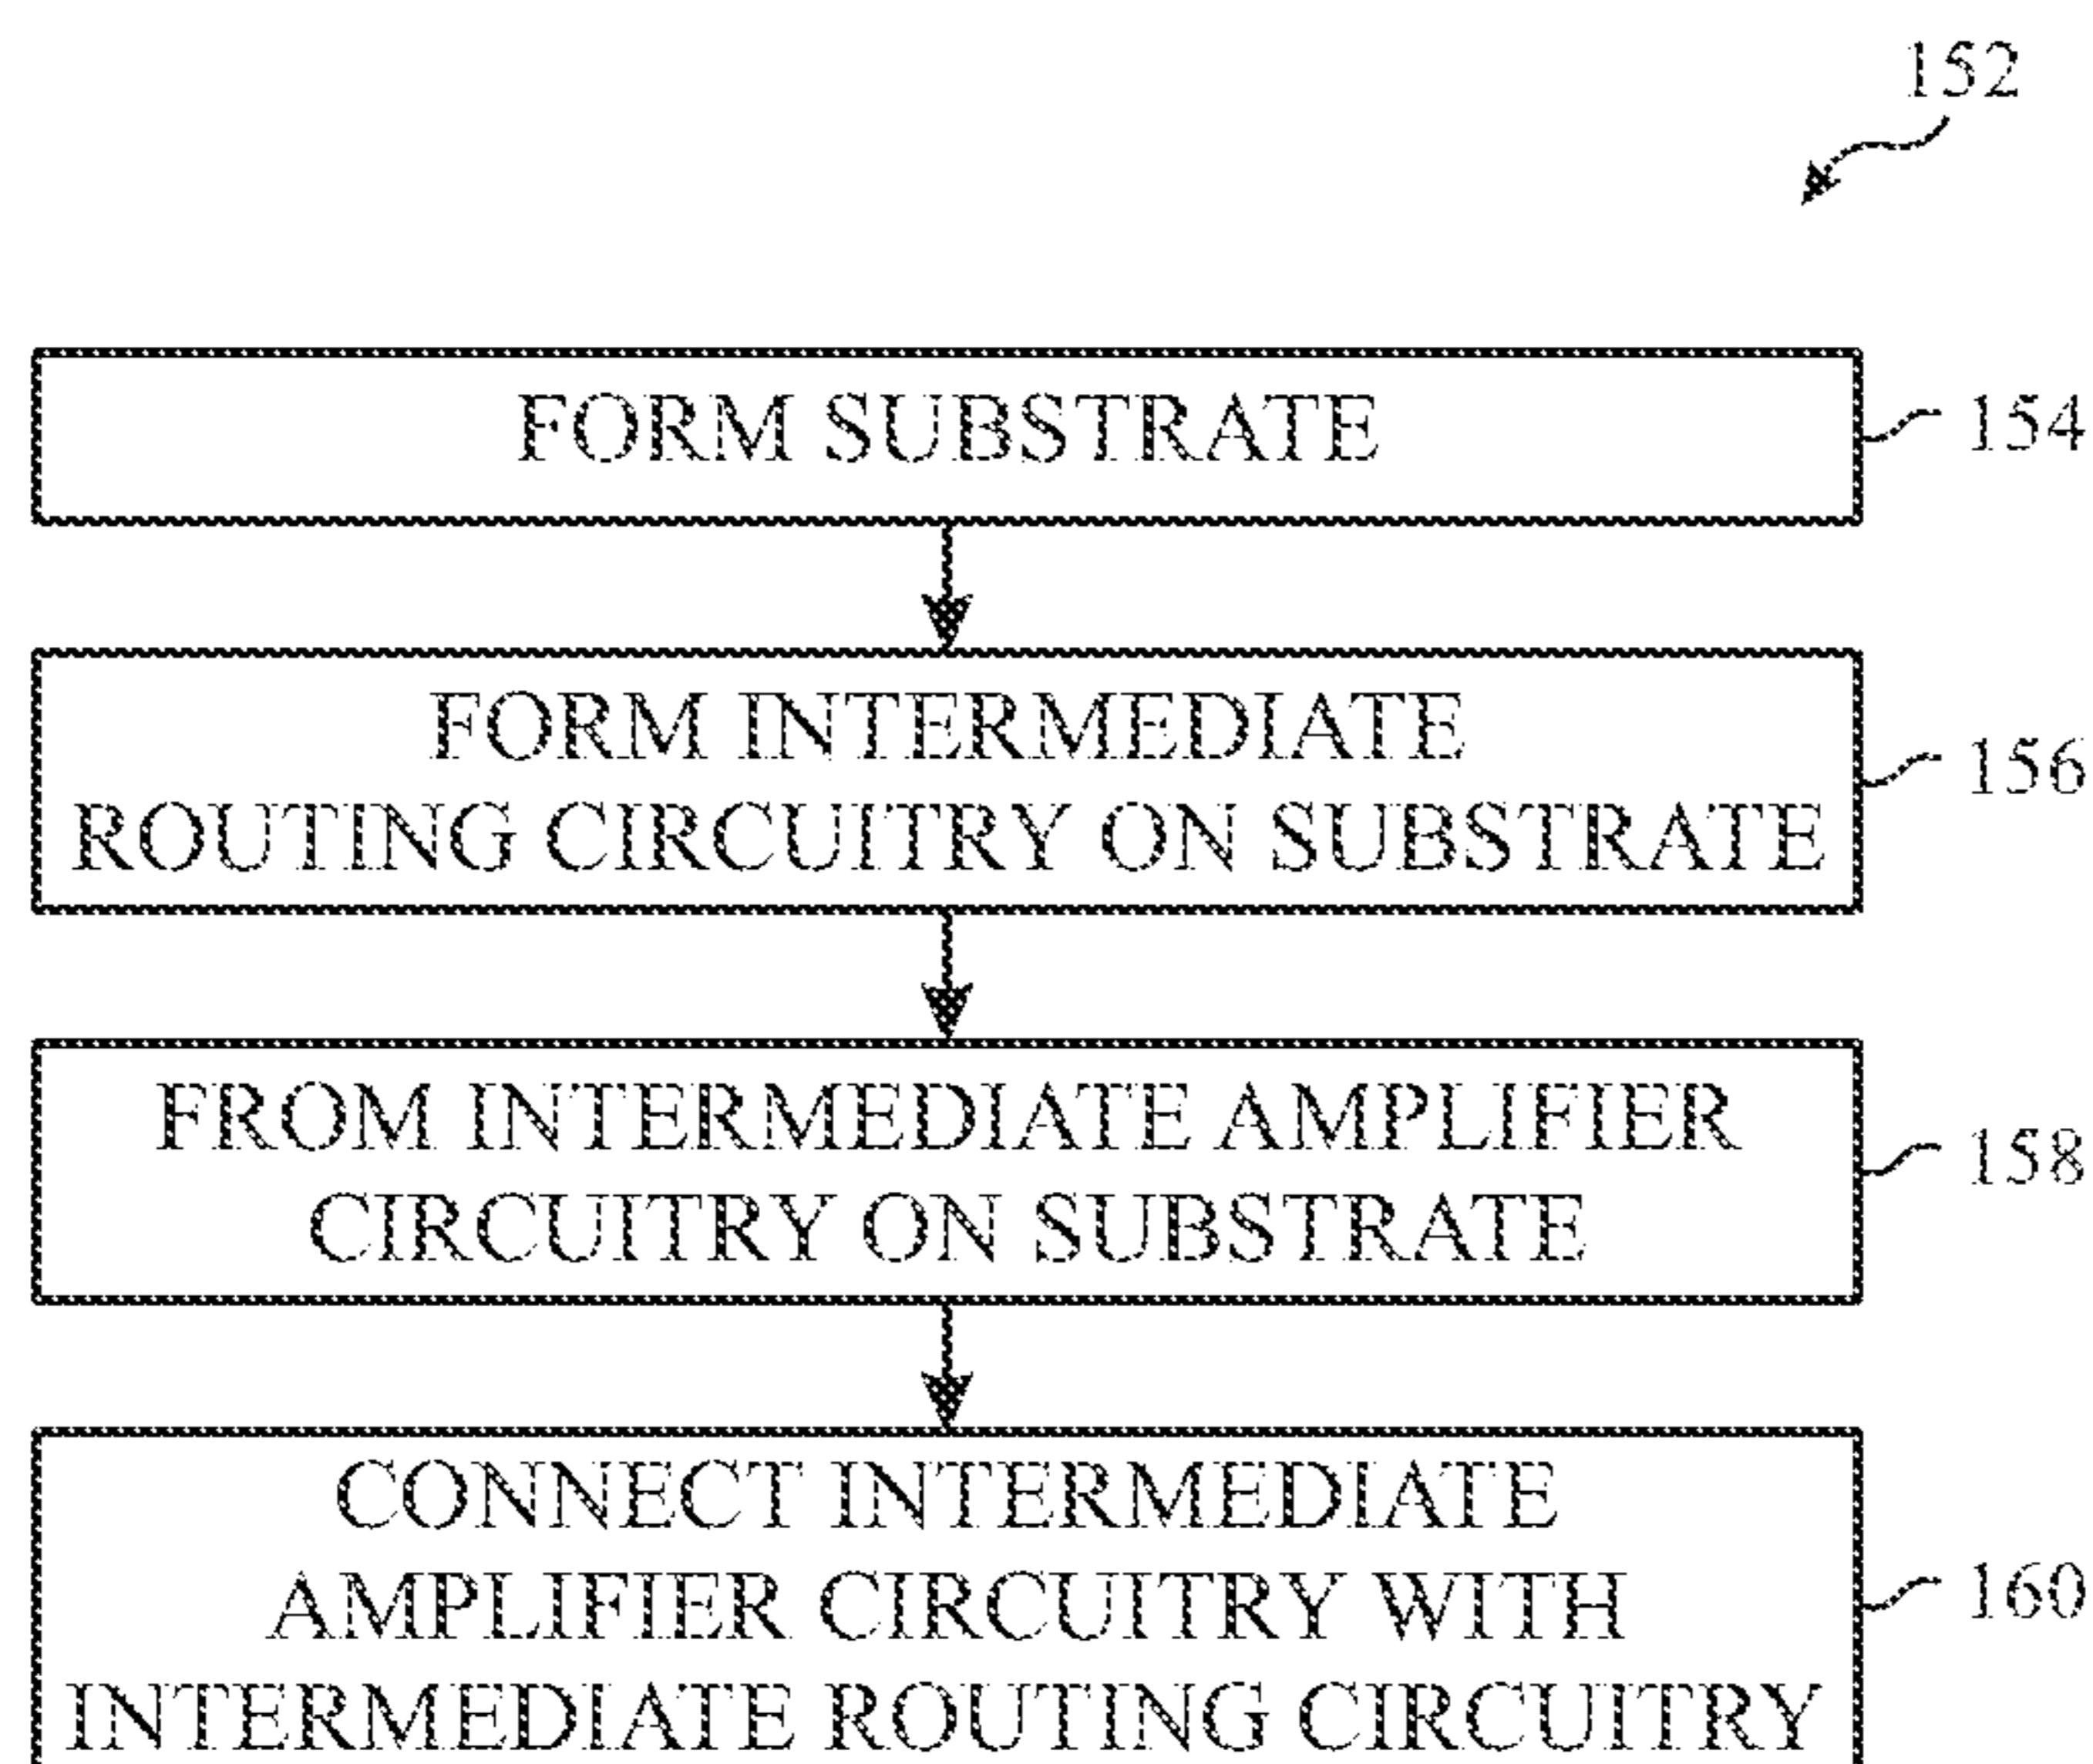 152
FORM SUBSTRATE
154
FORM INTERMEDIATE
ROUTING CIRCUITRY ON SUBSTRATE
156
FROM INTERMEDIATE AMPLIFIER
CIRCUITRY ON SUBSTRATE
158
CONNECT INTERMEDIATE
AMPLIFIER CIRCUITRY WITH
INTERMEDIATE ROUTING CIRCUITRY
160